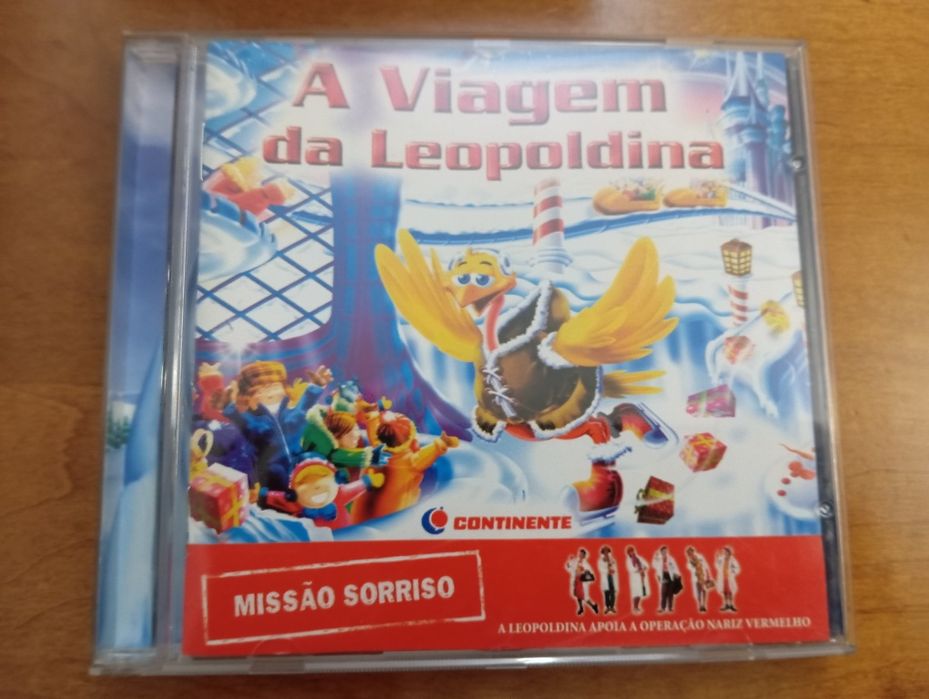 A Viagem
da Leopoldina
CONTINENTE
MISSÃO SORRISO
A LEOPOLDINA APOIA A OPERAÇÃO NARIZ VERMELHO